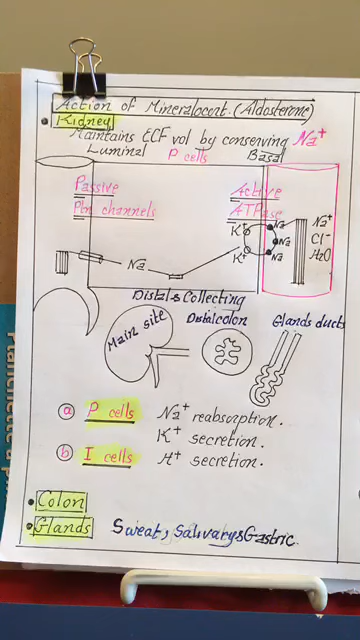 Action of Mineralocort. (Aldosterone)
• Kidney
Maintains ECF vol by conserving Na+
Luminal P cells Basal
Passive Active
Ptn channels ATPase
K+ Na Na+
Na Cl-
Na K+ Na H2O
Distal & Collecting
Main site Distal colon Glands ducts
a P cells Na+ reabsorption.
K+ secretion.
b I cells H+ secretion.
• Colon
• Glands Sweat, Salivary & Gastric.